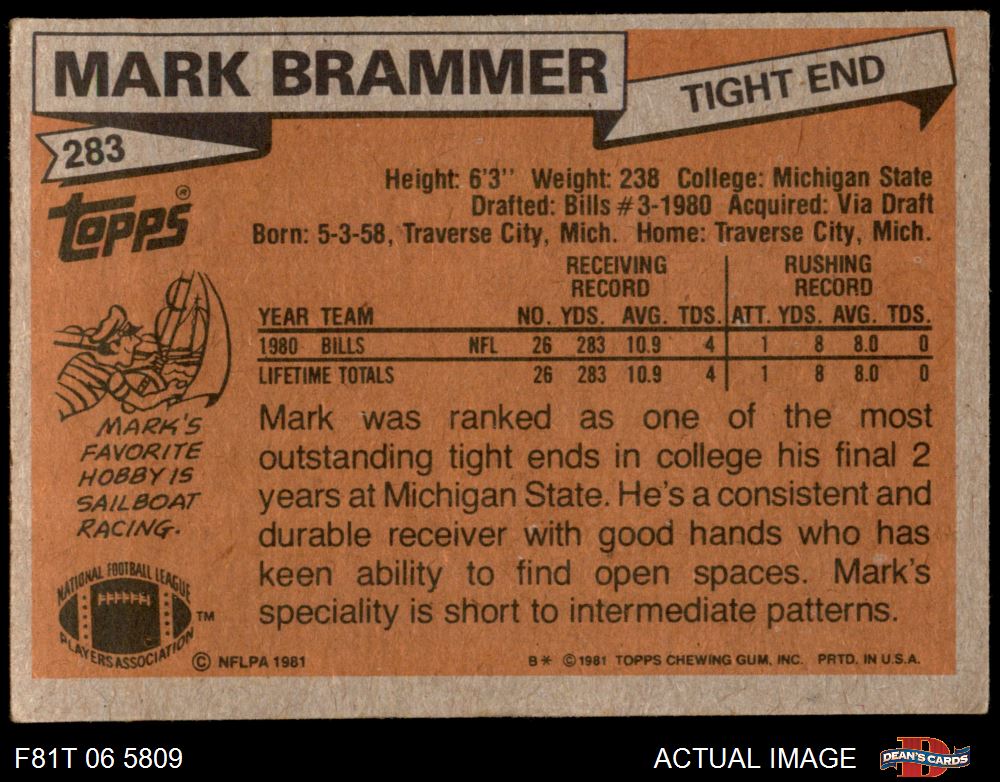 MARK BRAMMER
TIGHT END
283
TOPPS®
Height: 6'3'' Weight: 238 College: Michigan State
Drafted: Bills #3-1980 Acquired: Via Draft
Born: 5-3-58, Traverse City, Mich. Home: Traverse City, Mich.
RECEIVING RECORD RUSHING RECORD
YEAR TEAM NO. YDS. AVG. TDS. ATT. YDS. AVG. TDS.
1980 BILLS NFL 26 283 10.9 4 1 8 8.0 0
LIFETIME TOTALS 26 283 10.9 4 1 8 8.0 0
MARK'S
FAVORITE
HOBBY IS
SAILBOAT
RACING.
Mark was ranked as one of the most
outstanding tight ends in college his final 2
years at Michigan State. He's a consistent and
durable receiver with good hands who has
keen ability to find open spaces. Mark's
speciality is short to intermediate patterns.
NATIONAL FOOTBALL LEAGUE
PLAYERS ASSOCIATION
TM
© NFLPA 1981
B* © 1981 TOPPS CHEWING GUM, INC. PRTD. IN U.S.A.
F81T 06 5809
ACTUAL IMAGE
D
DEAN'S CARDS